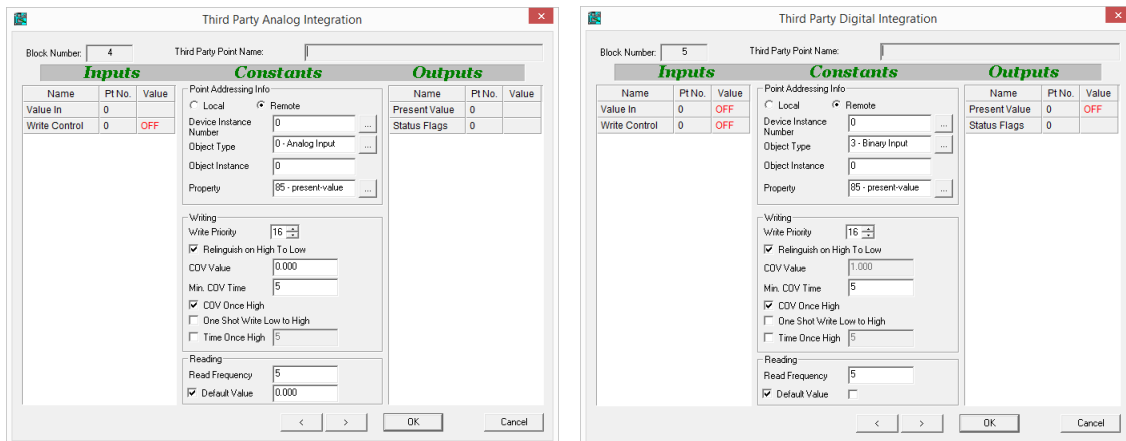 Third Party Analog Integration
Block Number: 4 Third Party Point Name:
Inputs Constants Outputs
Name Pt No. Value
Value In 0
Write Control 0 OFF
Point Addressing Info
Local Remote
Device Instance Number 0 ...
Object Type 0 - Analog Input ...
Object Instance 0
Property 85 - present-value ...
Writing
Write Priority 16
Relinguish on High To Low
COV Value 0.000
Min. COV Time 5
COV Once High
One Shot Write Low to High
Time Once High 5
Reading
Read Frequency 5
Default Value 0.000
Name Pt No. Value
Present Value 0
Status Flags 0
< > OK Cancel
Third Party Digital Integration
Block Number: 5 Third Party Point Name:
Inputs Constants Outputs
Name Pt No. Value
Value In 0 OFF
Write Control 0 OFF
Point Addressing Info
Local Remote
Device Instance Number 0 ...
Object Type 3 - Binary Input ...
Object Instance 0
Property 85 - present-value ...
Writing
Write Priority 16
Relinguish on High To Low
COV Value 1.000
Min. COV Time 5
COV Once High
One Shot Write Low to High
Time Once High 5
Reading
Read Frequency 5
Default Value
Name Pt No. Value
Present Value 0 OFF
Status Flags 0
< > OK Cancel